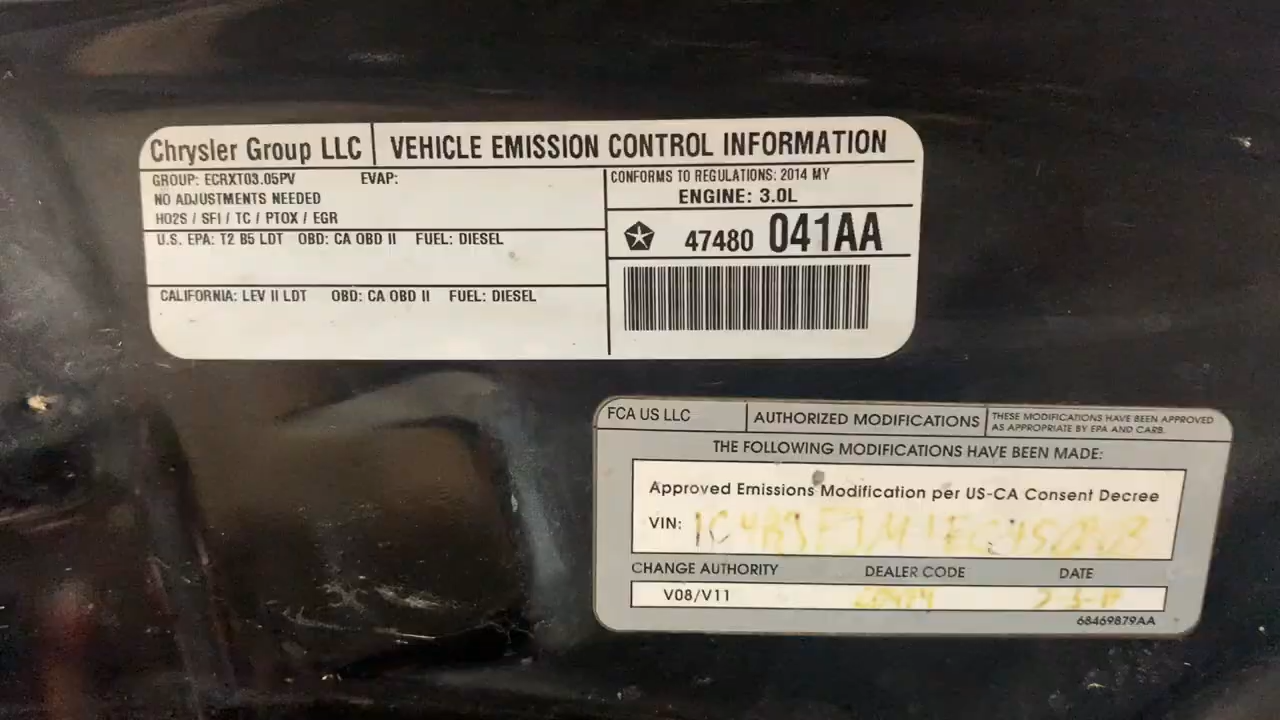 Chrysler Group LLC
VEHICLE EMISSION CONTROL INFORMATION
GROUP: ECRXT03.05PV EVAP:
NO ADJUSTMENTS NEEDED
HO2S / SFI / TC / PTOX / EGR
U.S. EPA: T2 B5 LDT OBD: CA OBD II FUEL: DIESEL
CALIFORNIA: LEV II LDT OBD: CA OBD II FUEL: DIESEL
CONFORMS TO REGULATIONS: 2014 MY
ENGINE: 3.0L
47480 041AA
FCA US LLC
AUTHORIZED MODIFICATIONS
THESE MODIFICATIONS HAVE BEEN APPROVED
AS APPROPRIATE BY EPA AND CARB.
THE FOLLOWING MODIFICATIONS HAVE BEEN MADE:
Approved Emissions Modification per US-CA Consent Decree
VIN:
CHANGE AUTHORITY DEALER CODE DATE
V08/V11
68469879AA